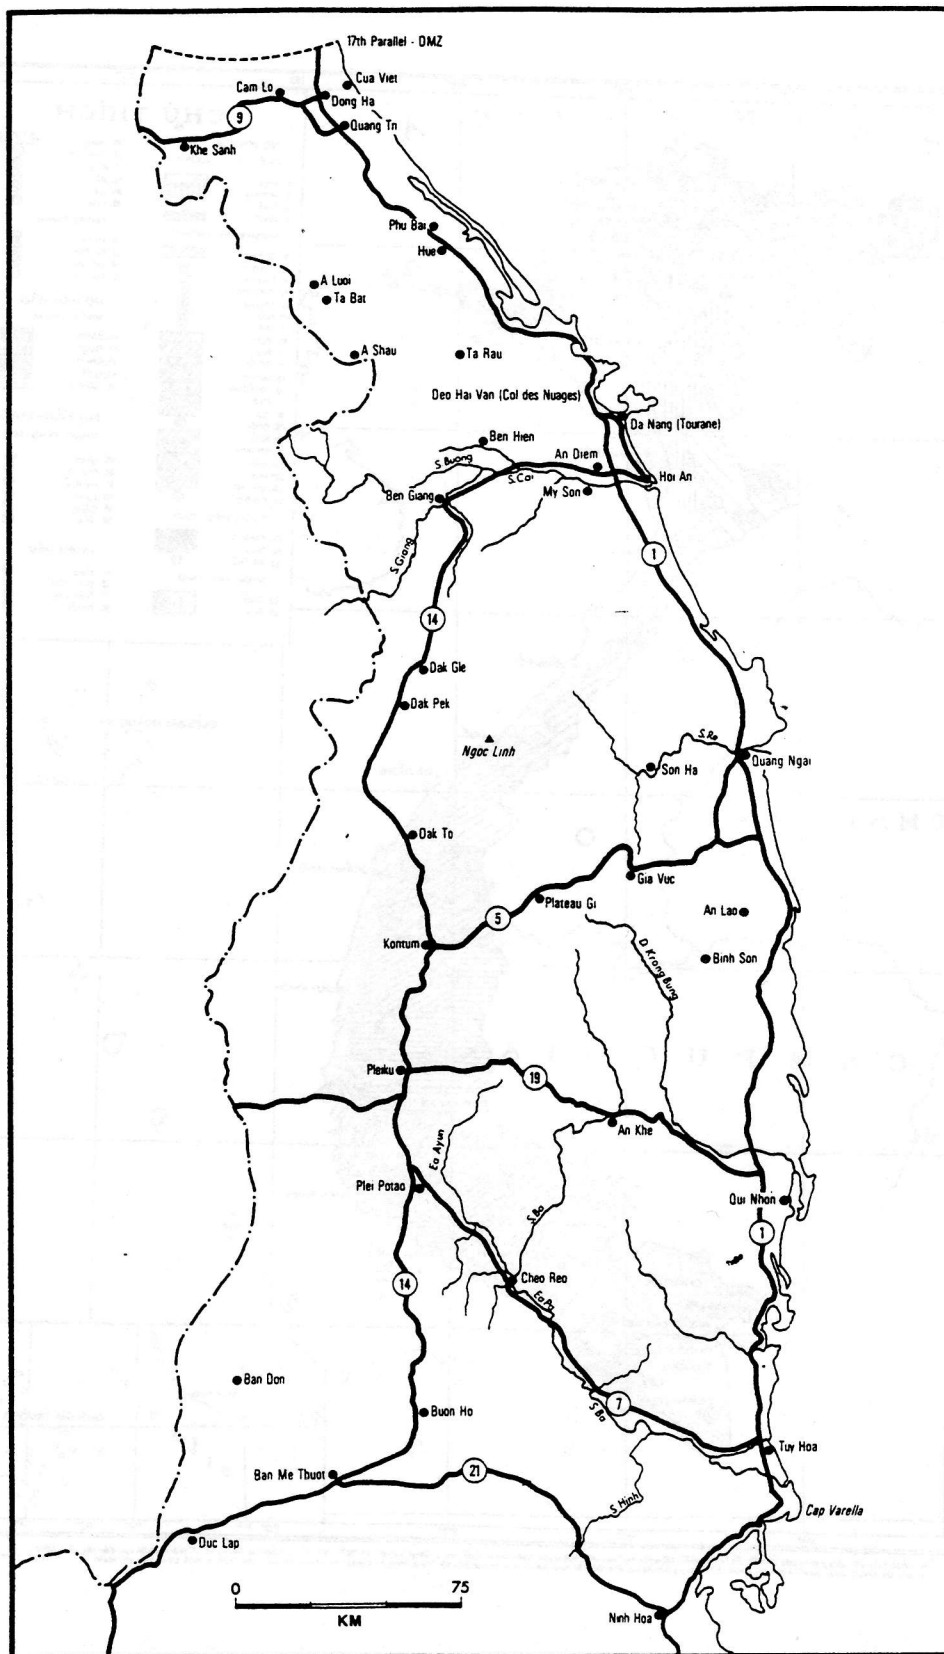 17th Parallel - DMZ
Cua Viet
Cam Lo
Dong Ha
9
Quang Tri
Khe Sanh
Phu Bai
Hue
A Luoi
Ta Bat
A Shau
Ta Rau
Deo Hai Van (Col des Nuages)
Da Nang (Tourane)
Ben Hien
An Diem
S. Buong
S. Cai
Hoi An
Ben Giang
My Son
S. Giang
1
14
Dak Gle
Dak Pek
Ngoc Linh
S. Re
Son Ha
Quang Ngai
Dak To
Gia Vuc
Plateau Gi
5
An Lao
Kontum
Binh Son
D. Krong Bung
Pleiku
19
An Khe
Ea Ayun
Plei Potao
S. Ba
Qui Nhon
1
14
Cheo Reo
Ea Pa
Ban Don
7
Buon Ho
S. Ba
Tuy Hoa
Ban Me Thuot
21
S. Hinh
Cap Varella
Duc Lap
0 75
KM
Ninh Hoa